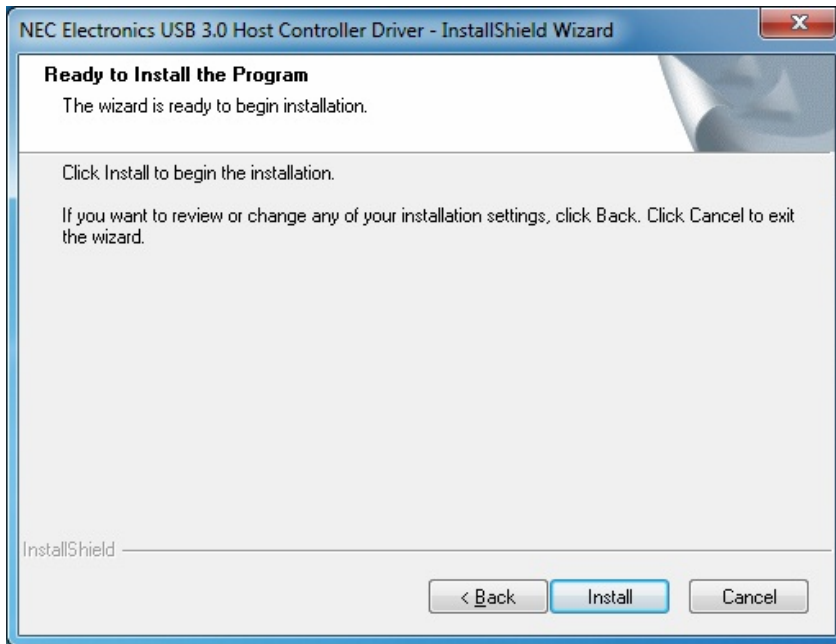 NEC Electronics USB 3.0 Host Controller Driver - InstallShield Wizard
Ready to Install the Program
The wizard is ready to begin installation.
Click Install to begin the installation.
If you want to review or change any of your installation settings, click Back. Click Cancel to exit
the wizard.
InstallShield
< Back
Install
Cancel